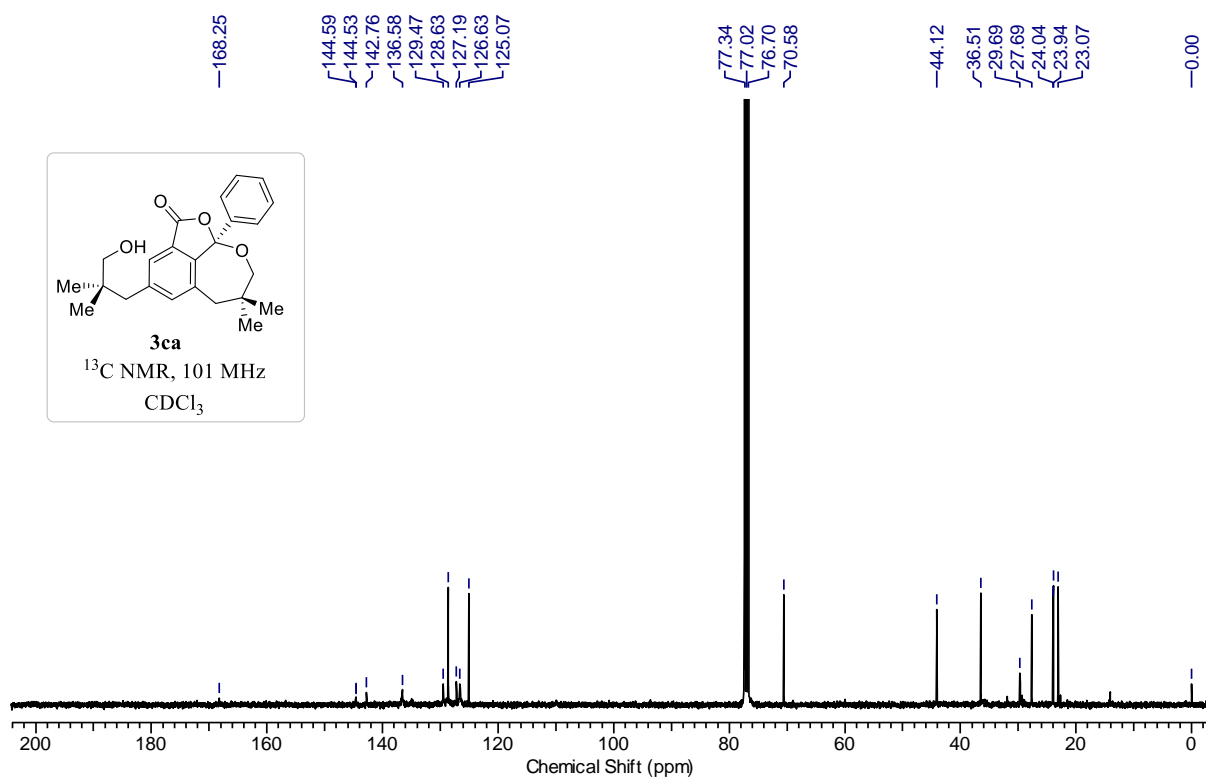 168.25
144.59
144.53
142.76
136.58
129.47
128.63
127.19
126.63
125.07
77.34
77.02
76.70
70.58
44.12
36.51
29.69
27.69
24.04
23.94
23.07
0.00
O
O
OH
O
Me
Me
Me
Me
3ca
¹³C NMR, 101 MHz
CDCl₃
200 180 160 140 120 100 80 60 40 20 0
Chemical Shift (ppm)